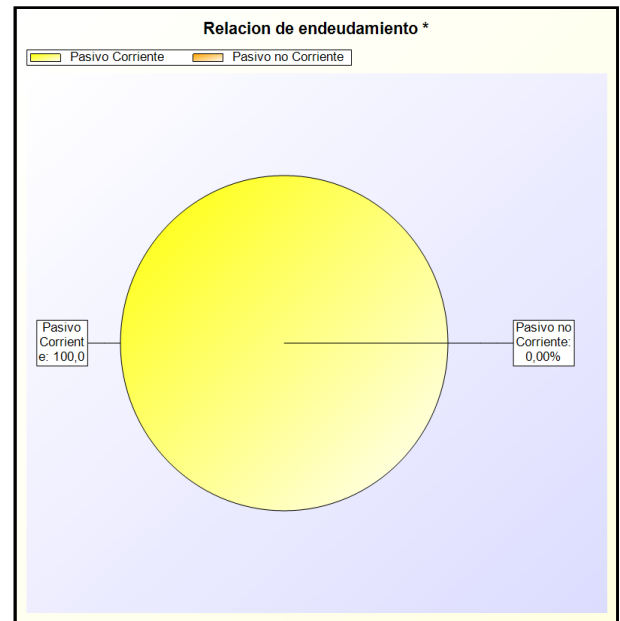 Relacion de endeudamiento *
Pasivo Corriente Pasivo no Corriente
Pasivo
Corrient
e: 100,0
Pasivo no
Corriente:
0,00%